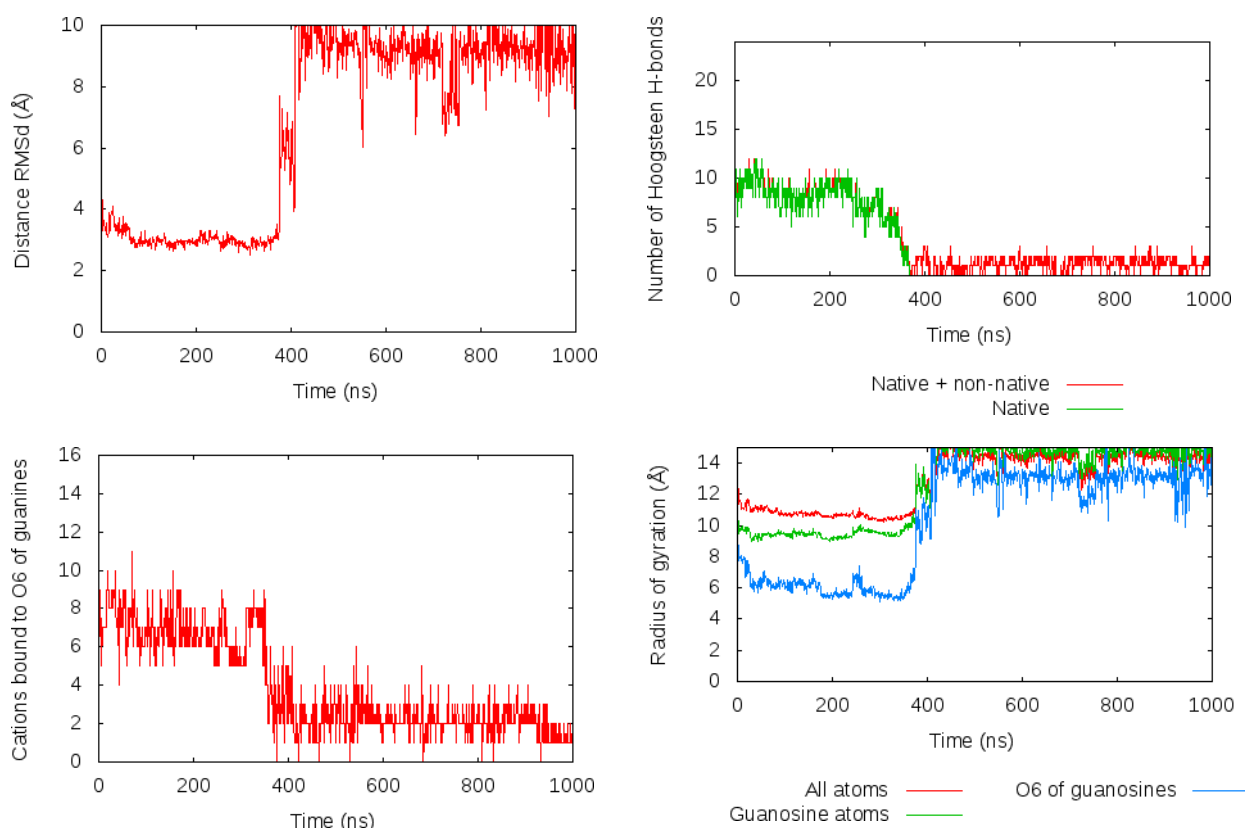 Distance RMSd (Å)
10
8
6
4
2
0
0 200 400 600 800 1000
Time (ns)
Number of Hoogsteen H-bonds
20
15
10
5
0
0 200 400 600 800 1000
Time (ns)
Native + non-native
Native
Cations bound to O6 of guanines
16
14
12
10
8
6
4
2
0
0 200 400 600 800 1000
Time (ns)
Radius of gyration (Å)
14
12
10
8
6
4
2
0
0 200 400 600 800 1000
Time (ns)
All atoms O6 of guanosines
Guanosine atoms